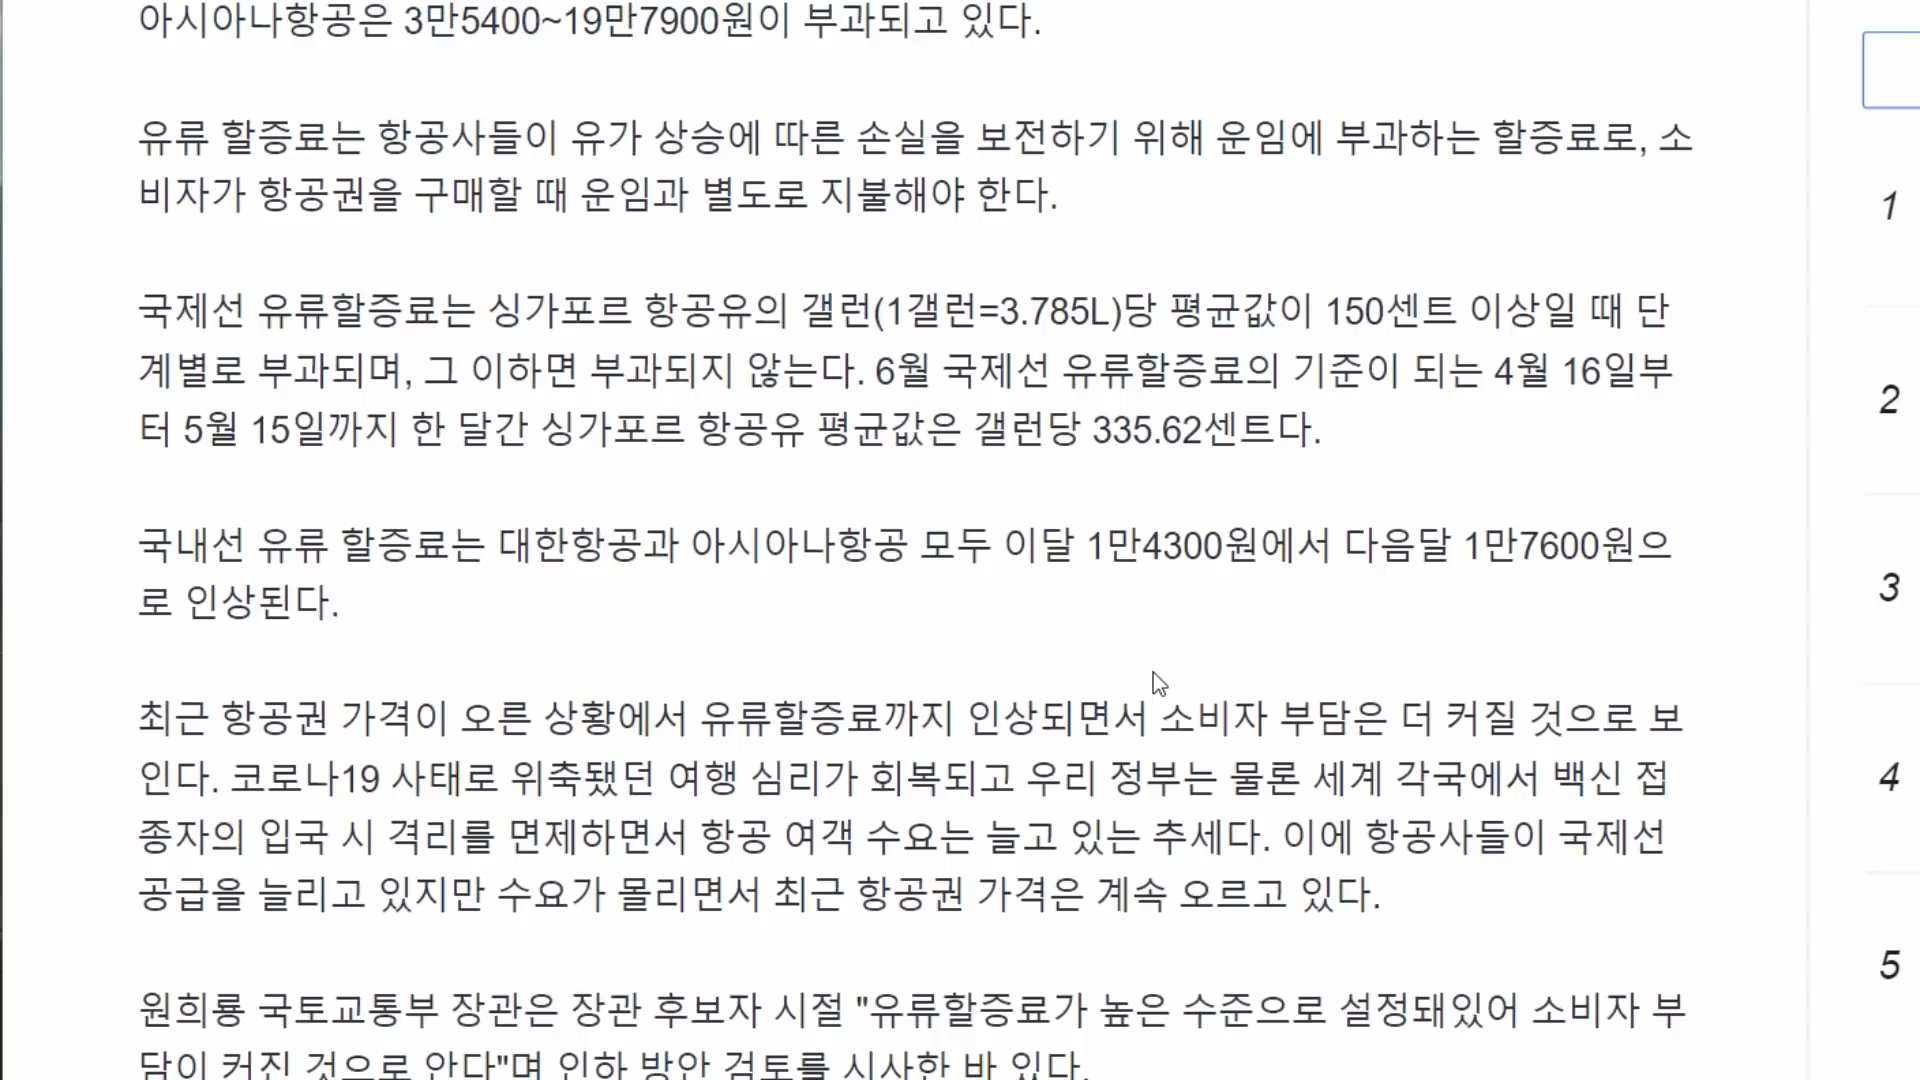 아시아나항공은 3만5400~19만7900원이 부과되고 있다.
유류 할증료는 항공사들이 유가 상승에 따른 손실을 보전하기 위해 운임에 부과하는 할증료로, 소
비자가 항공권을 구매할 때 운임과 별도로 지불해야 한다.
국제선 유류할증료는 싱가포르 항공유의 갤런(1갤런=3.785L)당 평균값이 150센트 이상일 때 단
계별로 부과되며, 그 이하면 부과되지 않는다. 6월 국제선 유류할증료의 기준이 되는 4월 16일부
터 5월 15일까지 한 달간 싱가포르 항공유 평균값은 갤런당 335.62센트다.
국내선 유류 할증료는 대한항공과 아시아나항공 모두 이달 1만4300원에서 다음달 1만7600원으
로 인상된다.
최근 항공권 가격이 오른 상황에서 유류할증료까지 인상되면서 소비자 부담은 더 커질 것으로 보
인다. 코로나19 사태로 위축됐던 여행 심리가 회복되고 우리 정부는 물론 세계 각국에서 백신 접
종자의 입국 시 격리를 면제하면서 항공 여객 수요는 늘고 있는 추세다. 이에 항공사들이 국제선
공급을 늘리고 있지만 수요가 몰리면서 최근 항공권 가격은 계속 오르고 있다.
원희룡 국토교통부 장관은 장관 후보자 시절 "유류할증료가 높은 수준으로 설정돼있어 소비자 부
담이 커진 것으로 안다"며 인하 방안 검토를 시사한 바 있다.
1
2
3
4
5